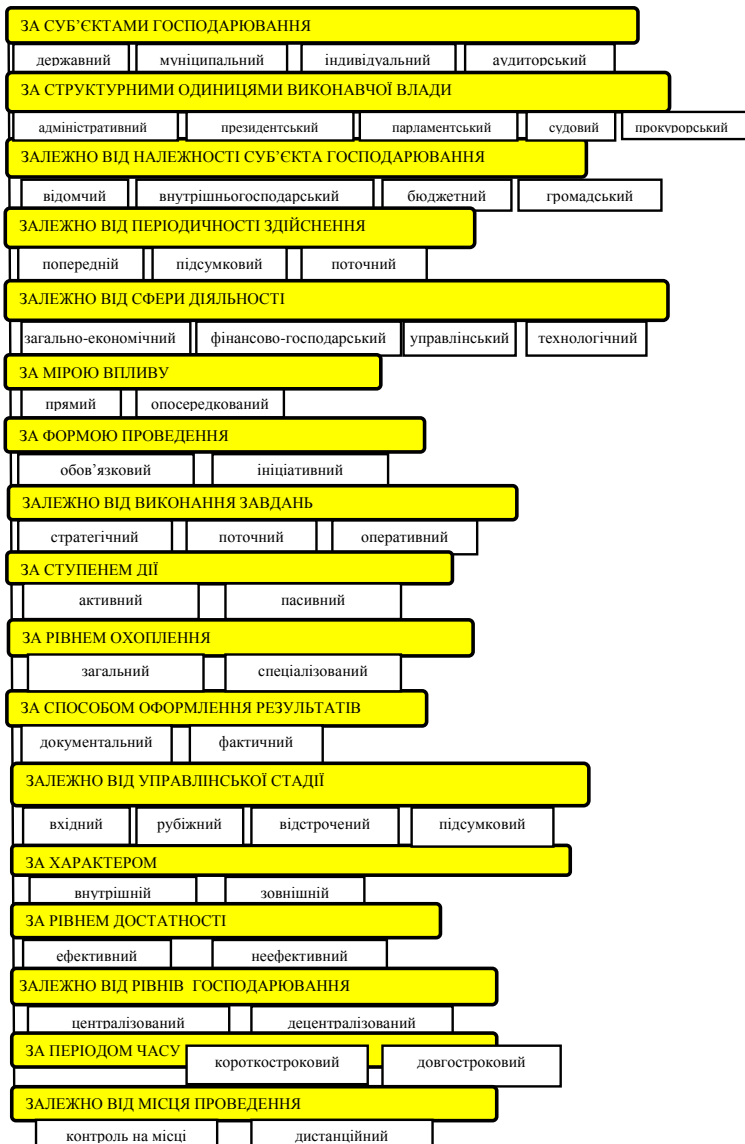 ЗА СУБ’ЄКТАМИ ГОСПОДАРЮВАННЯ
державний муніципальний індивідуальний аудиторський
ЗА СТРУКТУРНИМИ ОДИНИЦЯМИ ВИКОНАВЧОЇ ВЛАДИ
адміністративний президентський парламентський судовий прокурорський
ЗАЛЕЖНО ВІД НАЛЕЖНОСТІ СУБ’ЄКТА ГОСПОДАРЮВАННЯ
відомчий внутрішньогосподарський бюджетний громадський
ЗАЛЕЖНО ВІД ПЕРІОДИЧНОСТІ ЗДІЙСНЕННЯ
попередній підсумковий поточний
ЗАЛЕЖНО ВІД СФЕРИ ДІЯЛЬНОСТІ
загально-економічний фінансово-господарський управлінський технологічний
ЗА МІРОЮ ВПЛИВУ
прямий опосередкований
ЗА ФОРМОЮ ПРОВЕДЕННЯ
обов’язковий ініціативний
ЗАЛЕЖНО ВІД ВИКОНАННЯ ЗАВДАНЬ
стратегічний поточний оперативний
ЗА СТУПЕНЕМ ДІЇ
активний пасивний
ЗА РІВНЕМ ОХОПЛЕННЯ
загальний спеціалізований
ЗА СПОСОБОМ ОФОРМЛЕННЯ РЕЗУЛЬТАТІВ
документальний фактичний
ЗАЛЕЖНО ВІД УПРАВЛІНСЬКОЇ СТАДІЇ
вхідний рубіжний відстрочений підсумковий
ЗА ХАРАКТЕРОМ
внутрішній зовнішній
ЗА РІВНЕМ ДОСТАТНОСТІ
ефективний неефективний
ЗАЛЕЖНО ВІД РІВНІВ ГОСПОДАРЮВАННЯ
централізований децентралізований
ЗА ПЕРІОДОМ ЧАСУ
короткостроковий довгостроковий
ЗАЛЕЖНО ВІД МІСЦЯ ПРОВЕДЕННЯ
контроль на місці дистанційний